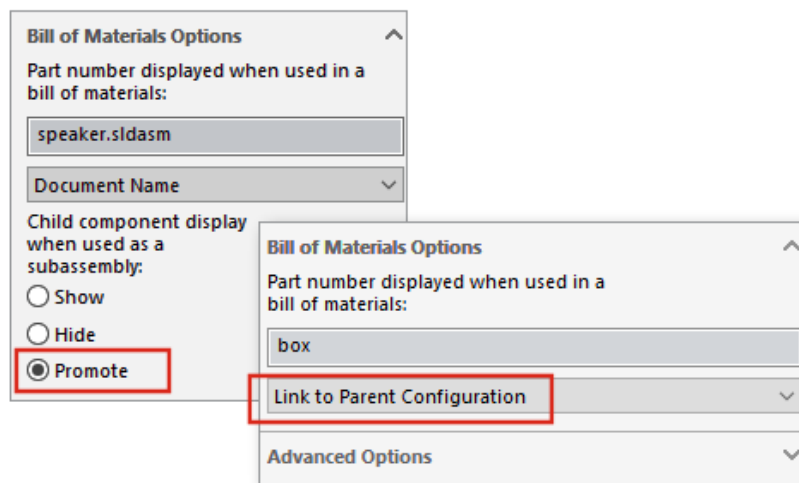 Bill of Materials Options
Part number displayed when used in a
bill of materials:
speaker.sldasm
Document Name
Child component display
when used as a
subassembly:
Show
Hide
Promote
Bill of Materials Options
Part number displayed when used in a
bill of materials:
box
Link to Parent Configuration
Advanced Options